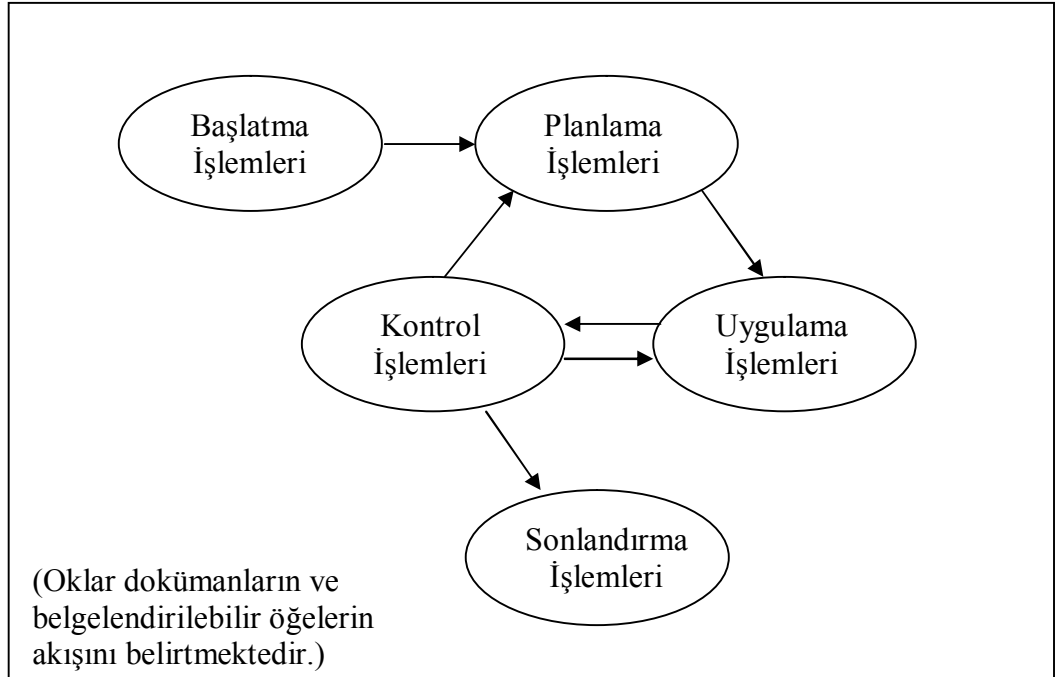 Başlatma
İşlemleri
Planlama
İşlemleri
Kontrol
İşlemleri
Uygulama
İşlemleri
Sonlandırma
İşlemleri
(Oklar dokümanların ve
belgelendirilebilir öğelerin
akışını belirtmektedir.)